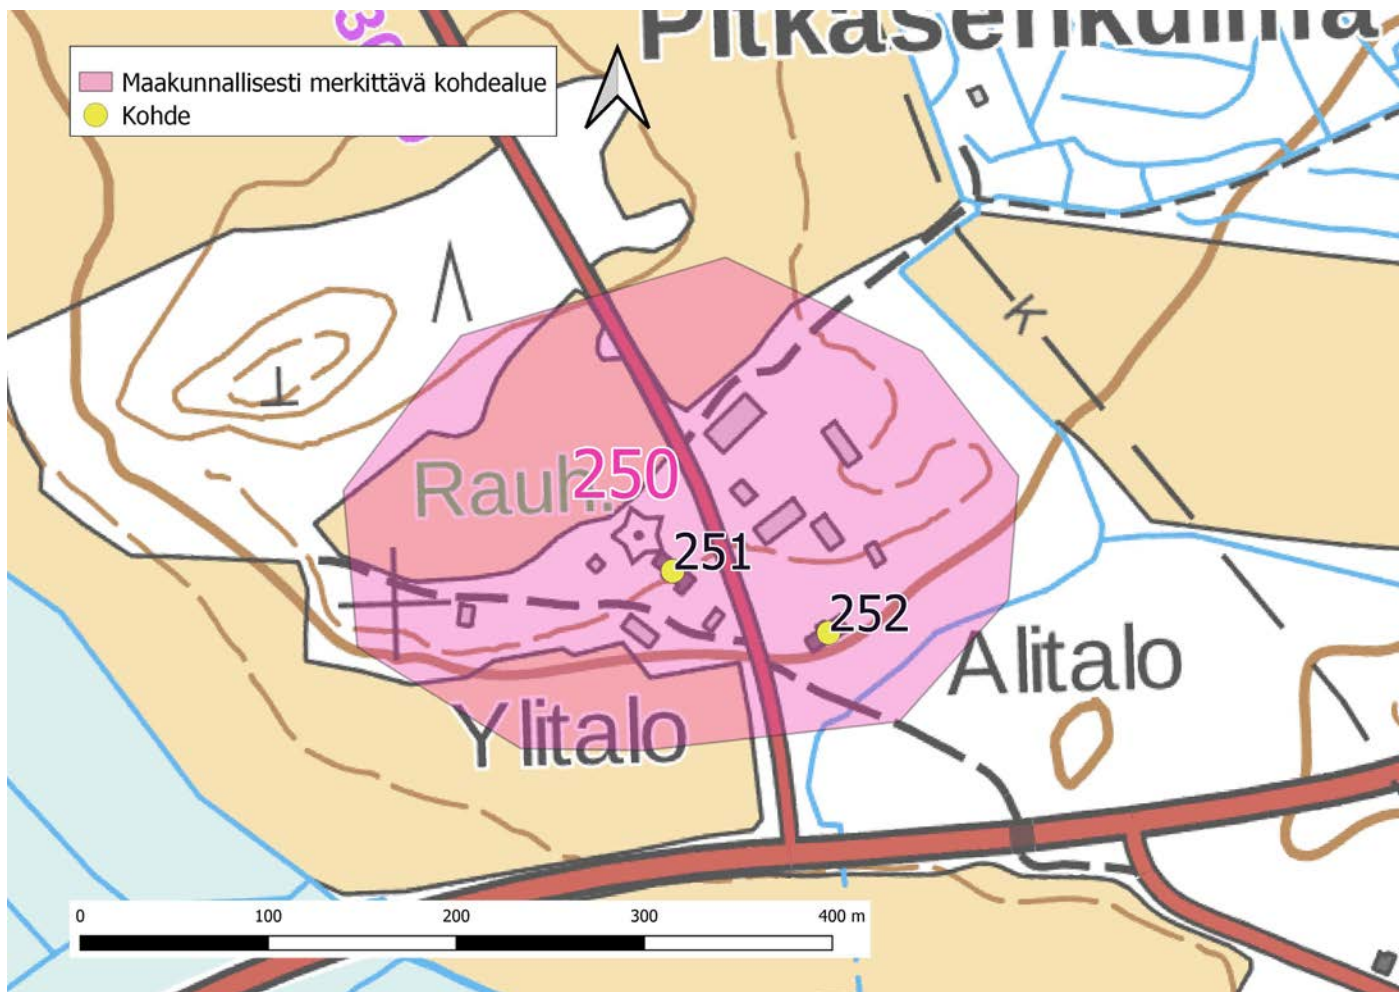 Pitkäsenkulma
Maakunnallisesti merkittävä kohdealue
Kohde
K
Rauh.
250
251
252
Alitalo
Ylitalo
0 100 200 300 400 m